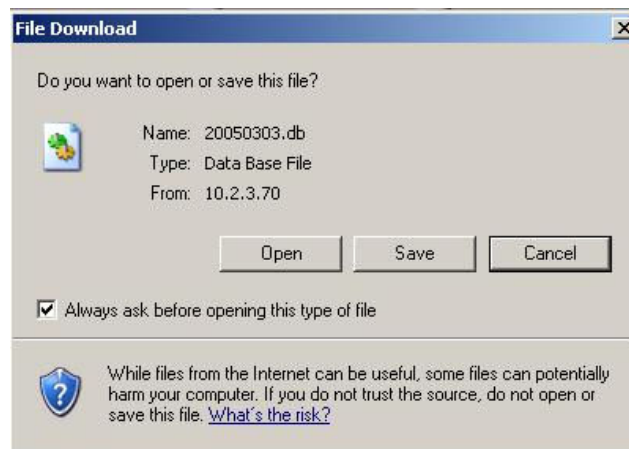 File Download
Do you want to open or save this file?
Name: 20050303.db
Type: Data Base File
From: 10.2.3.70
Open Save Cancel
Always ask before opening this type of file
While files from the Internet can be useful, some files can potentially
harm your computer. If you do not trust the source, do not open or
save this file. What's the risk?